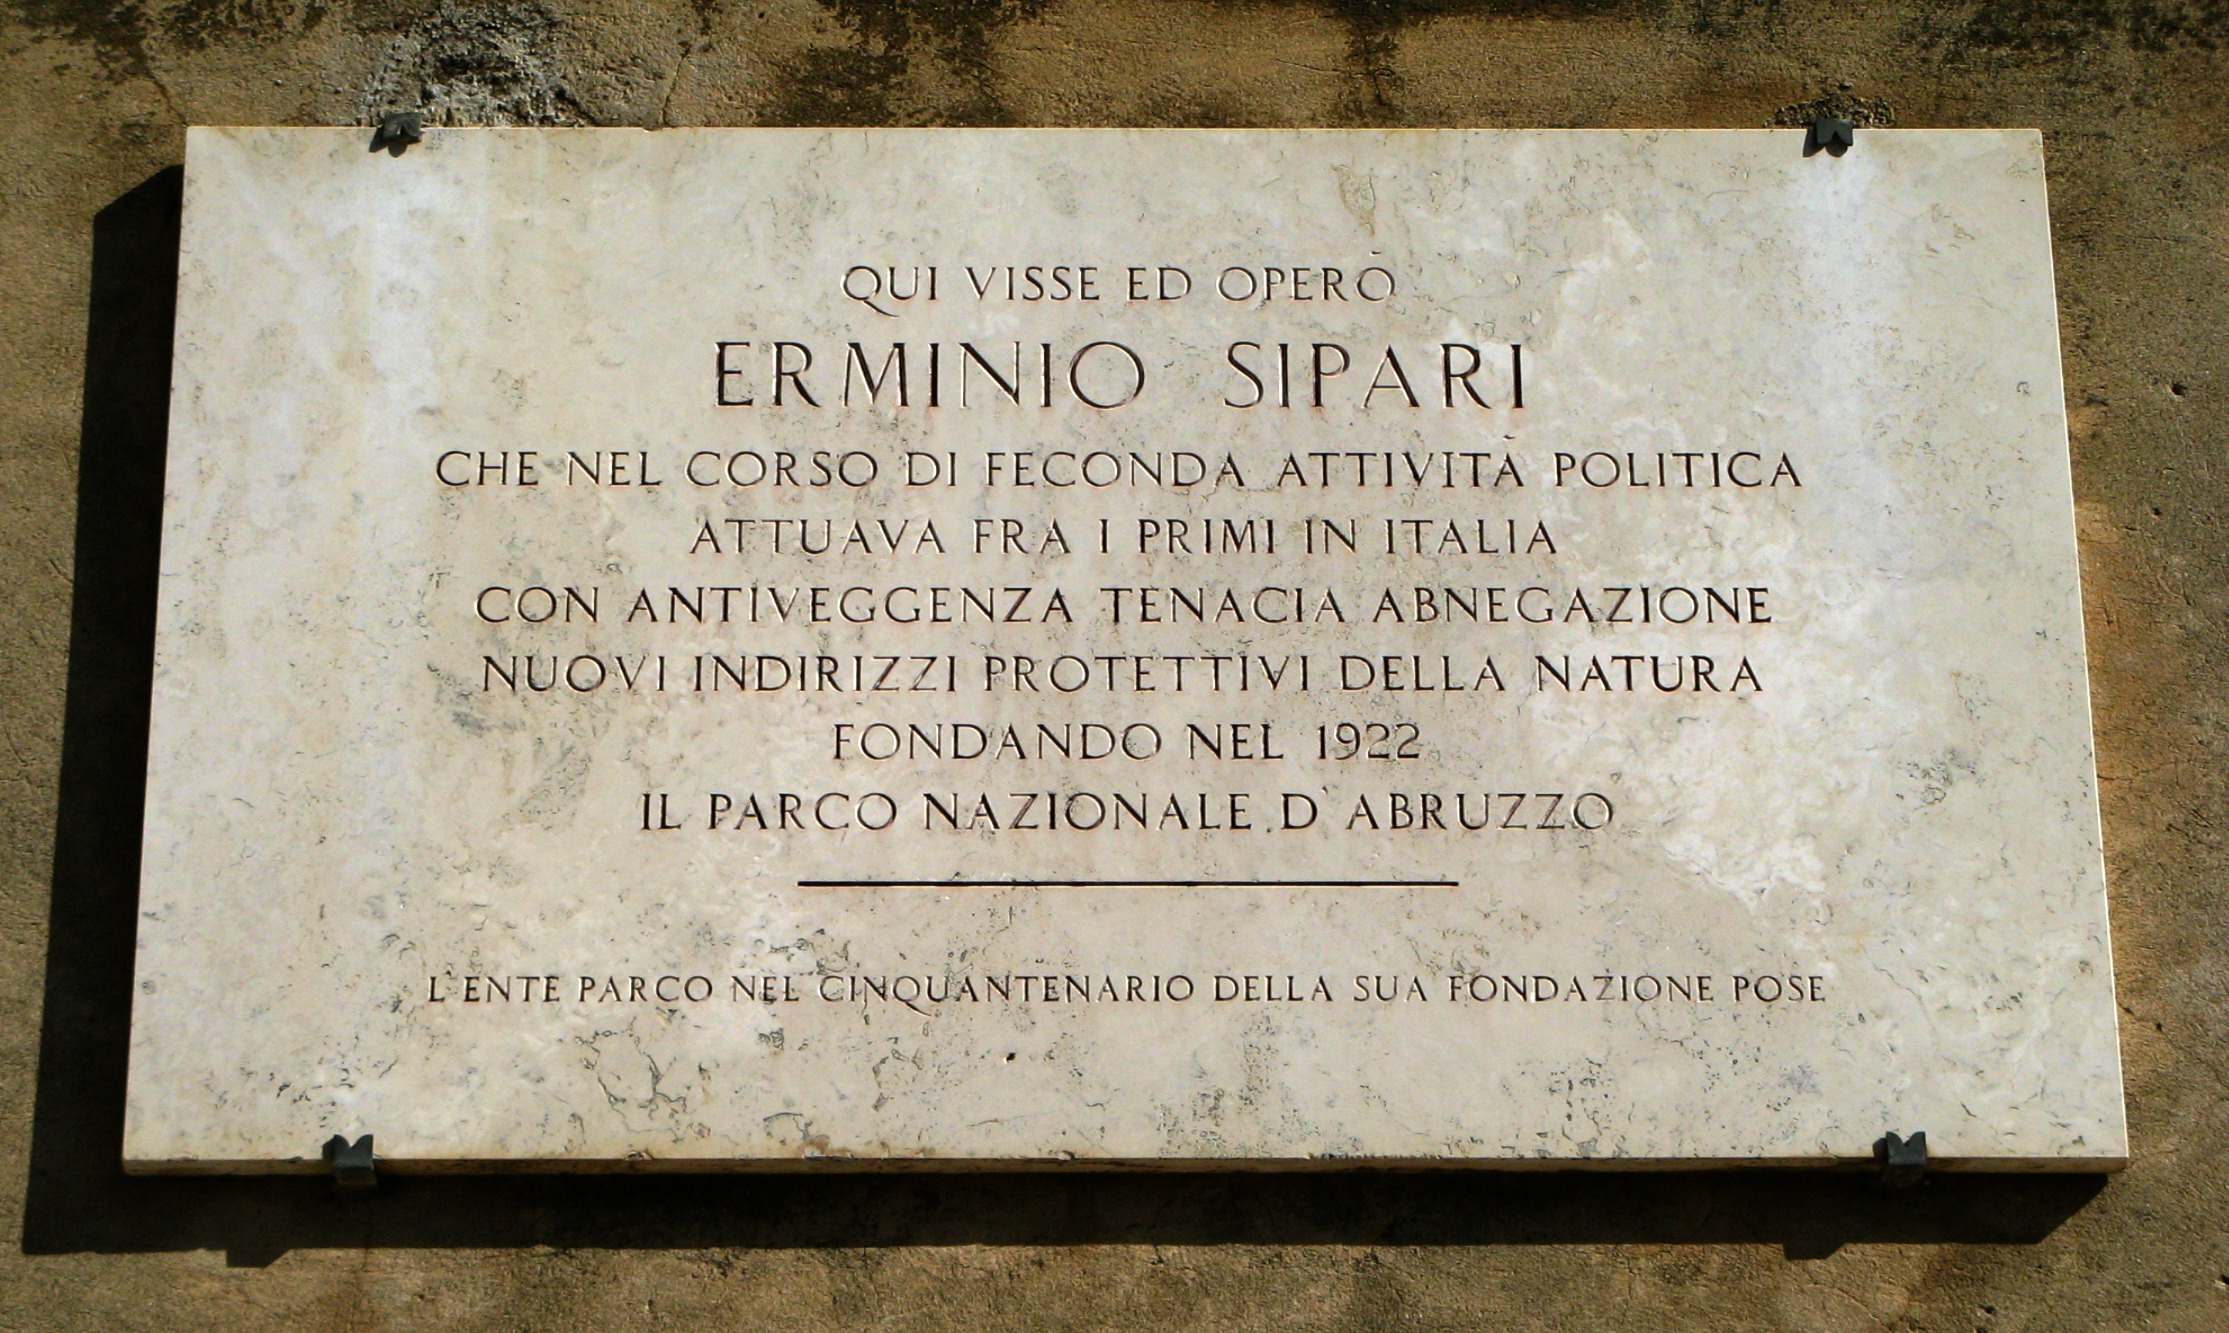 QUI VISSE ED OPERÒ
ERMINIO SIPARI
CHE NEL CORSO DI FECONDA ATTIVITÀ POLITICA
ATTUAVA FRA I PRIMI IN ITALIA
CON ANTIVEGGENZA TENACIA ABNEGAZIONE
NUOVI INDIRIZZI PROTETTIVI DELLA NATURA
FONDANDO NEL 1922
IL PARCO NAZIONALE D'ABRUZZO
L'ENTE PARCO NEL CINQUANTENARIO DELLA SUA FONDAZIONE POSE